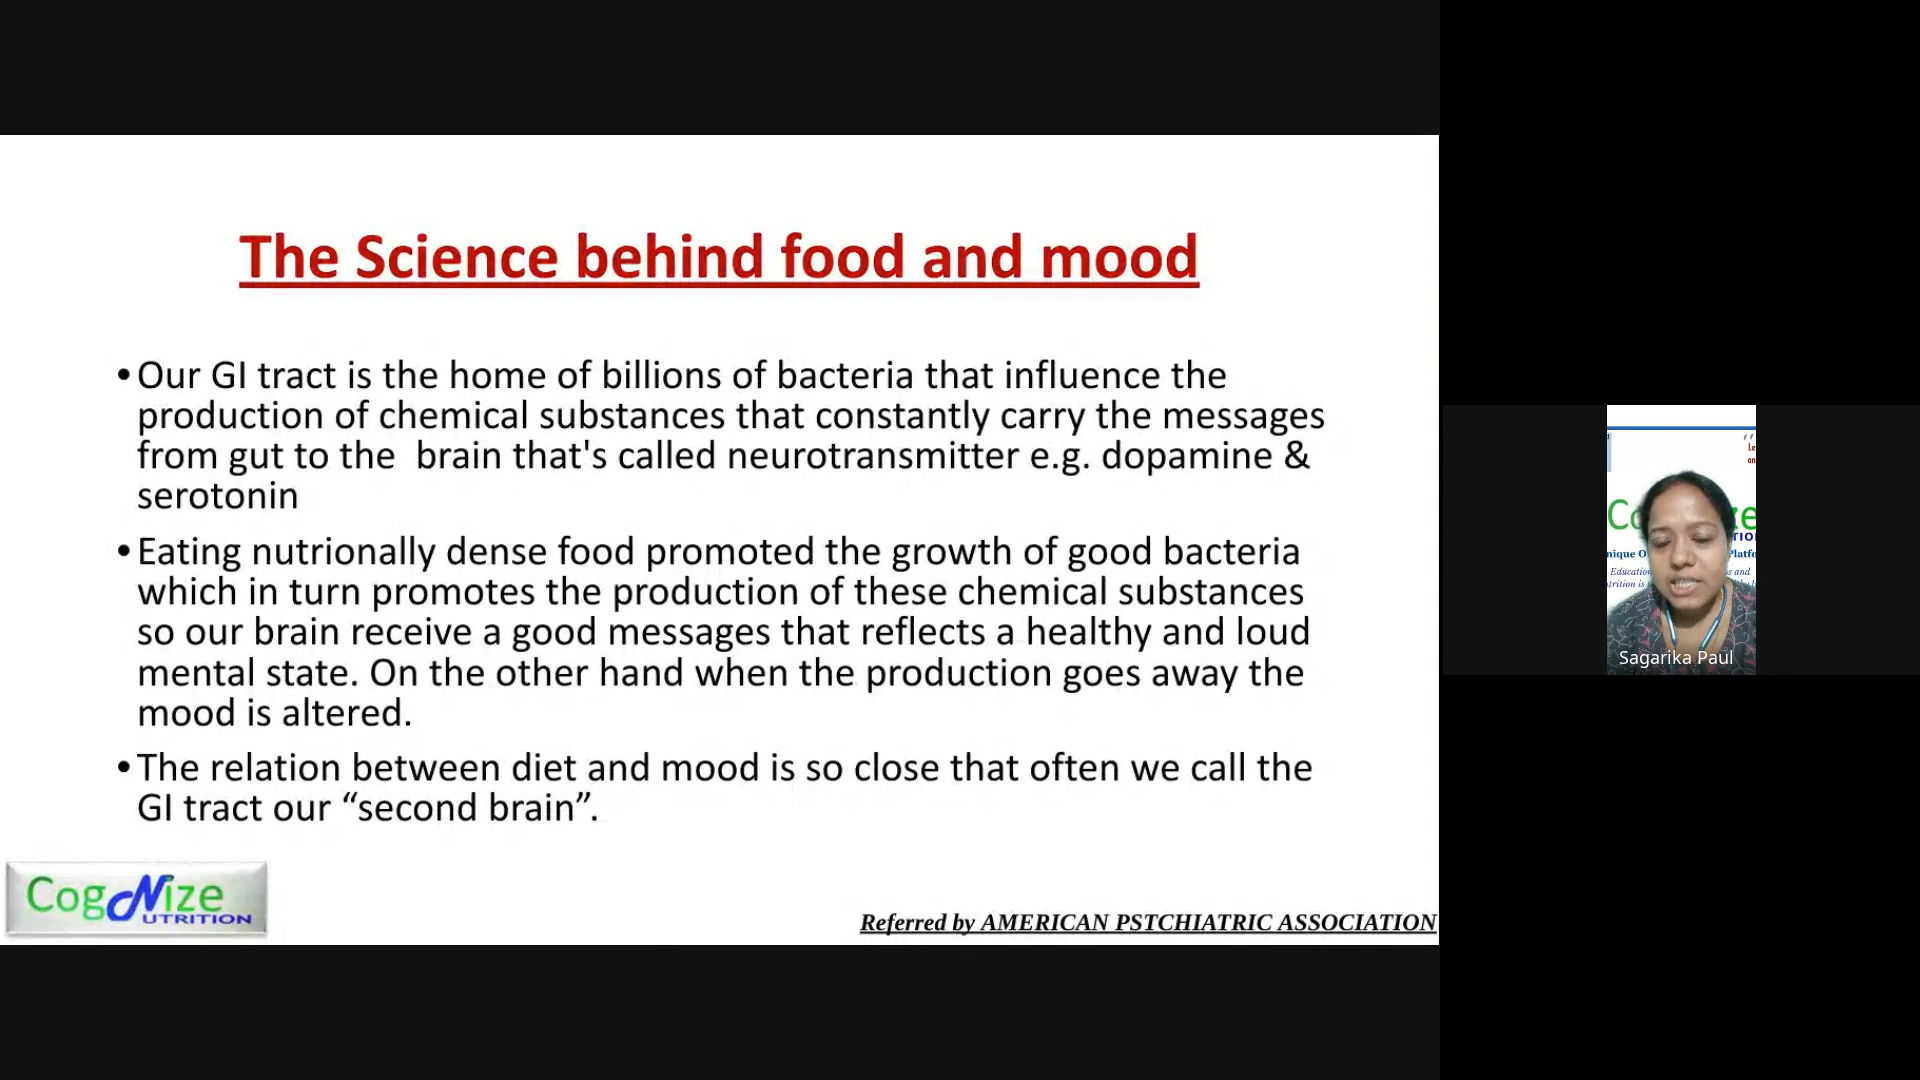 The Science behind food and mood
•Our GI tract is the home of billions of bacteria that influence the
production of chemical substances that constantly carry the messages
from gut to the  brain that's called neurotransmitter e.g. dopamine &
serotonin
•Eating nutrionally dense food promoted the growth of good bacteria
which in turn promotes the production of these chemical substances
so our brain receive a good messages that reflects a healthy and loud
mental state. On the other hand when the production goes away the
mood is altered.
•The relation between diet and mood is so close that often we call the
GI tract our “second brain”.
CogNize
UTRITION
Referred by AMERICAN PSTCHIATRIC ASSOCIATION
Sagarika Paul